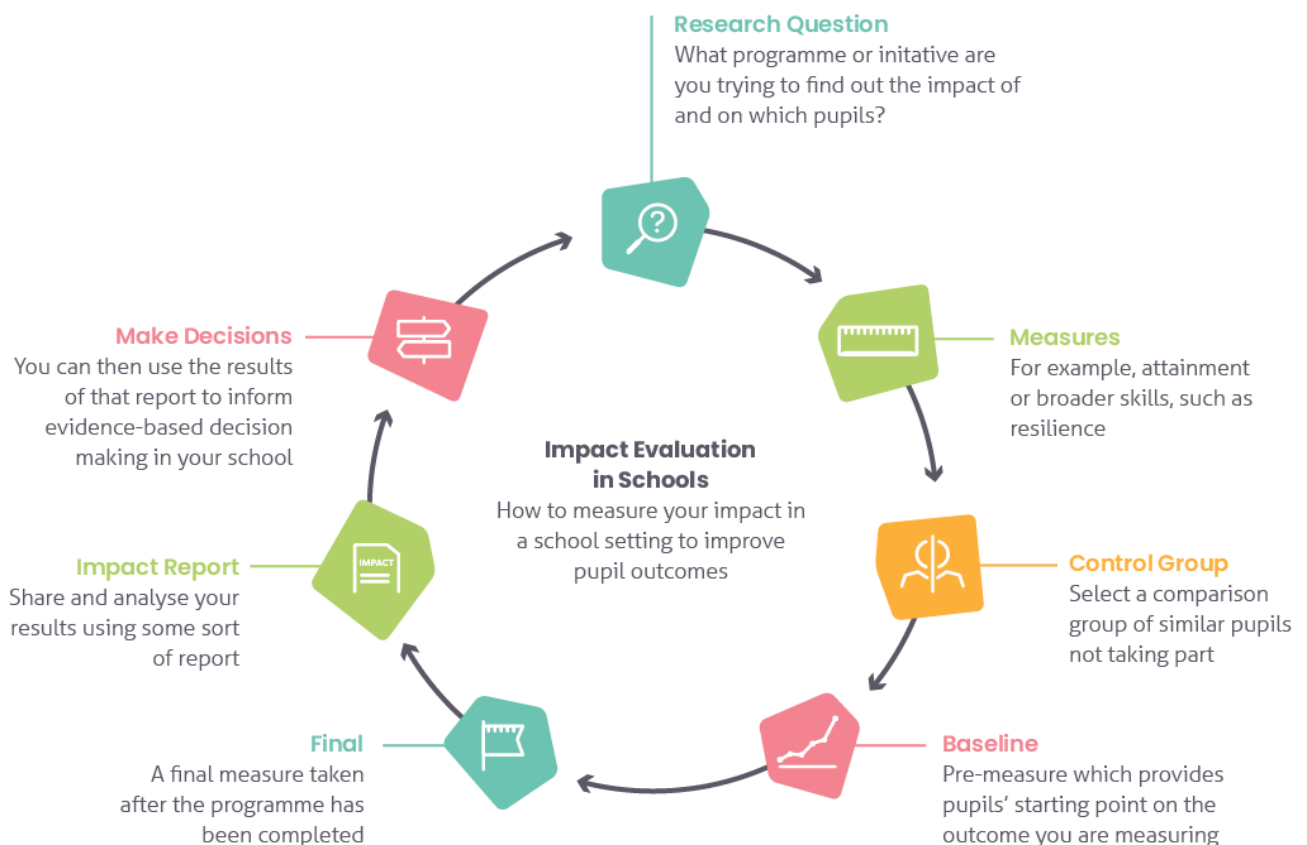 Research Question
What programme or initative are
you trying to find out the impact of
and on which pupils?
?
Measures
For example, attainment
or broader skills, such as
resilience
Control Group
Select a comparison
group of similar pupils
not taking part
Baseline
Pre-measure which provides
pupils’ starting point on the
outcome you are measuring
Final
A final measure taken
after the programme has
been completed
IMPACT
Impact Report
Share and analyse your
results using some sort
of report
Make Decisions
You can then use the results
of that report to inform
evidence-based decision
making in your school
Impact Evaluation
in Schools
How to measure your impact in
a school setting to improve
pupil outcomes